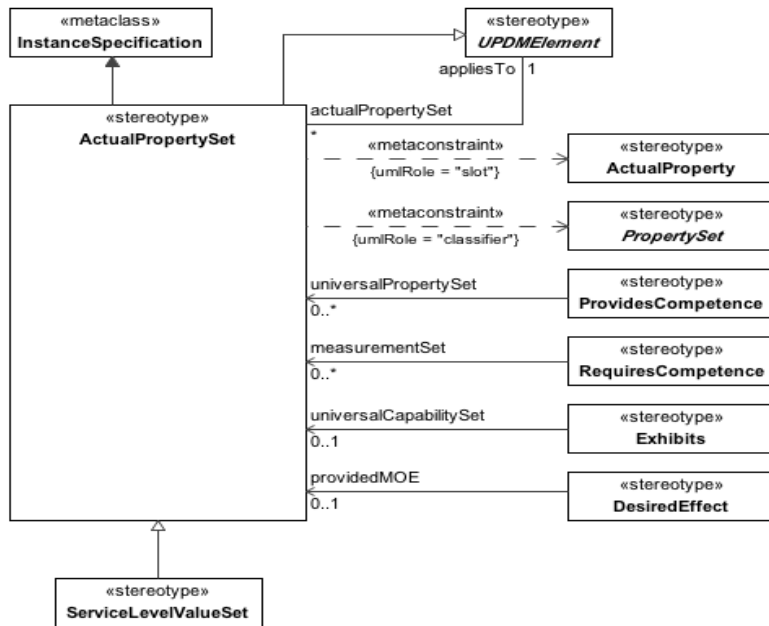 «metaclass»
InstanceSpecification
«stereotype»
UPDMElement
appliesTo 1
«stereotype»
ActualPropertySet
actualPropertySet
*
«metaconstraint»
{umlRole = "slot"}
«stereotype»
ActualProperty
«metaconstraint»
{umlRole = "classifier"}
«stereotype»
PropertySet
universalPropertySet
0..*
«stereotype»
ProvidesCompetence
measurementSet
0..*
«stereotype»
RequiresCompetence
universalCapabilitySet
0..1
«stereotype»
Exhibits
providedMOE
0..1
«stereotype»
DesiredEffect
«stereotype»
ServiceLevelValueSet